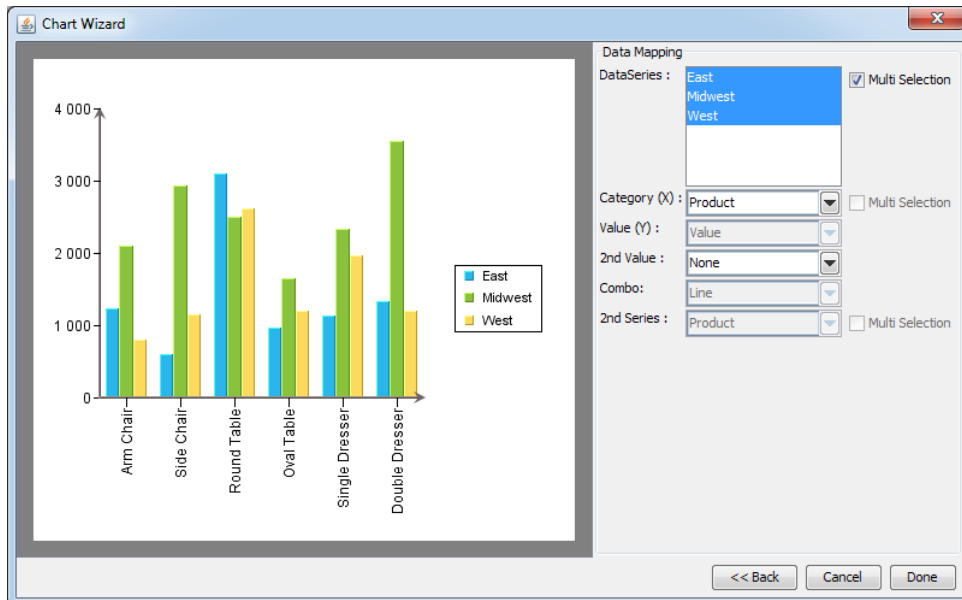 Chart Wizard
4 000
3 000
2 000
1 000
0
Arm Chair
Side Chair
Round Table
Oval Table
Single Dresser
Double Dresser
East
Midwest
West
Data Mapping
DataSeries :
East
Midwest
West
Multi Selection
Category (X) :
Product
Multi Selection
Value (Y) :
Value
2nd Value :
None
Combo:
Line
2nd Series :
Product
Multi Selection
<< Back
Cancel
Done